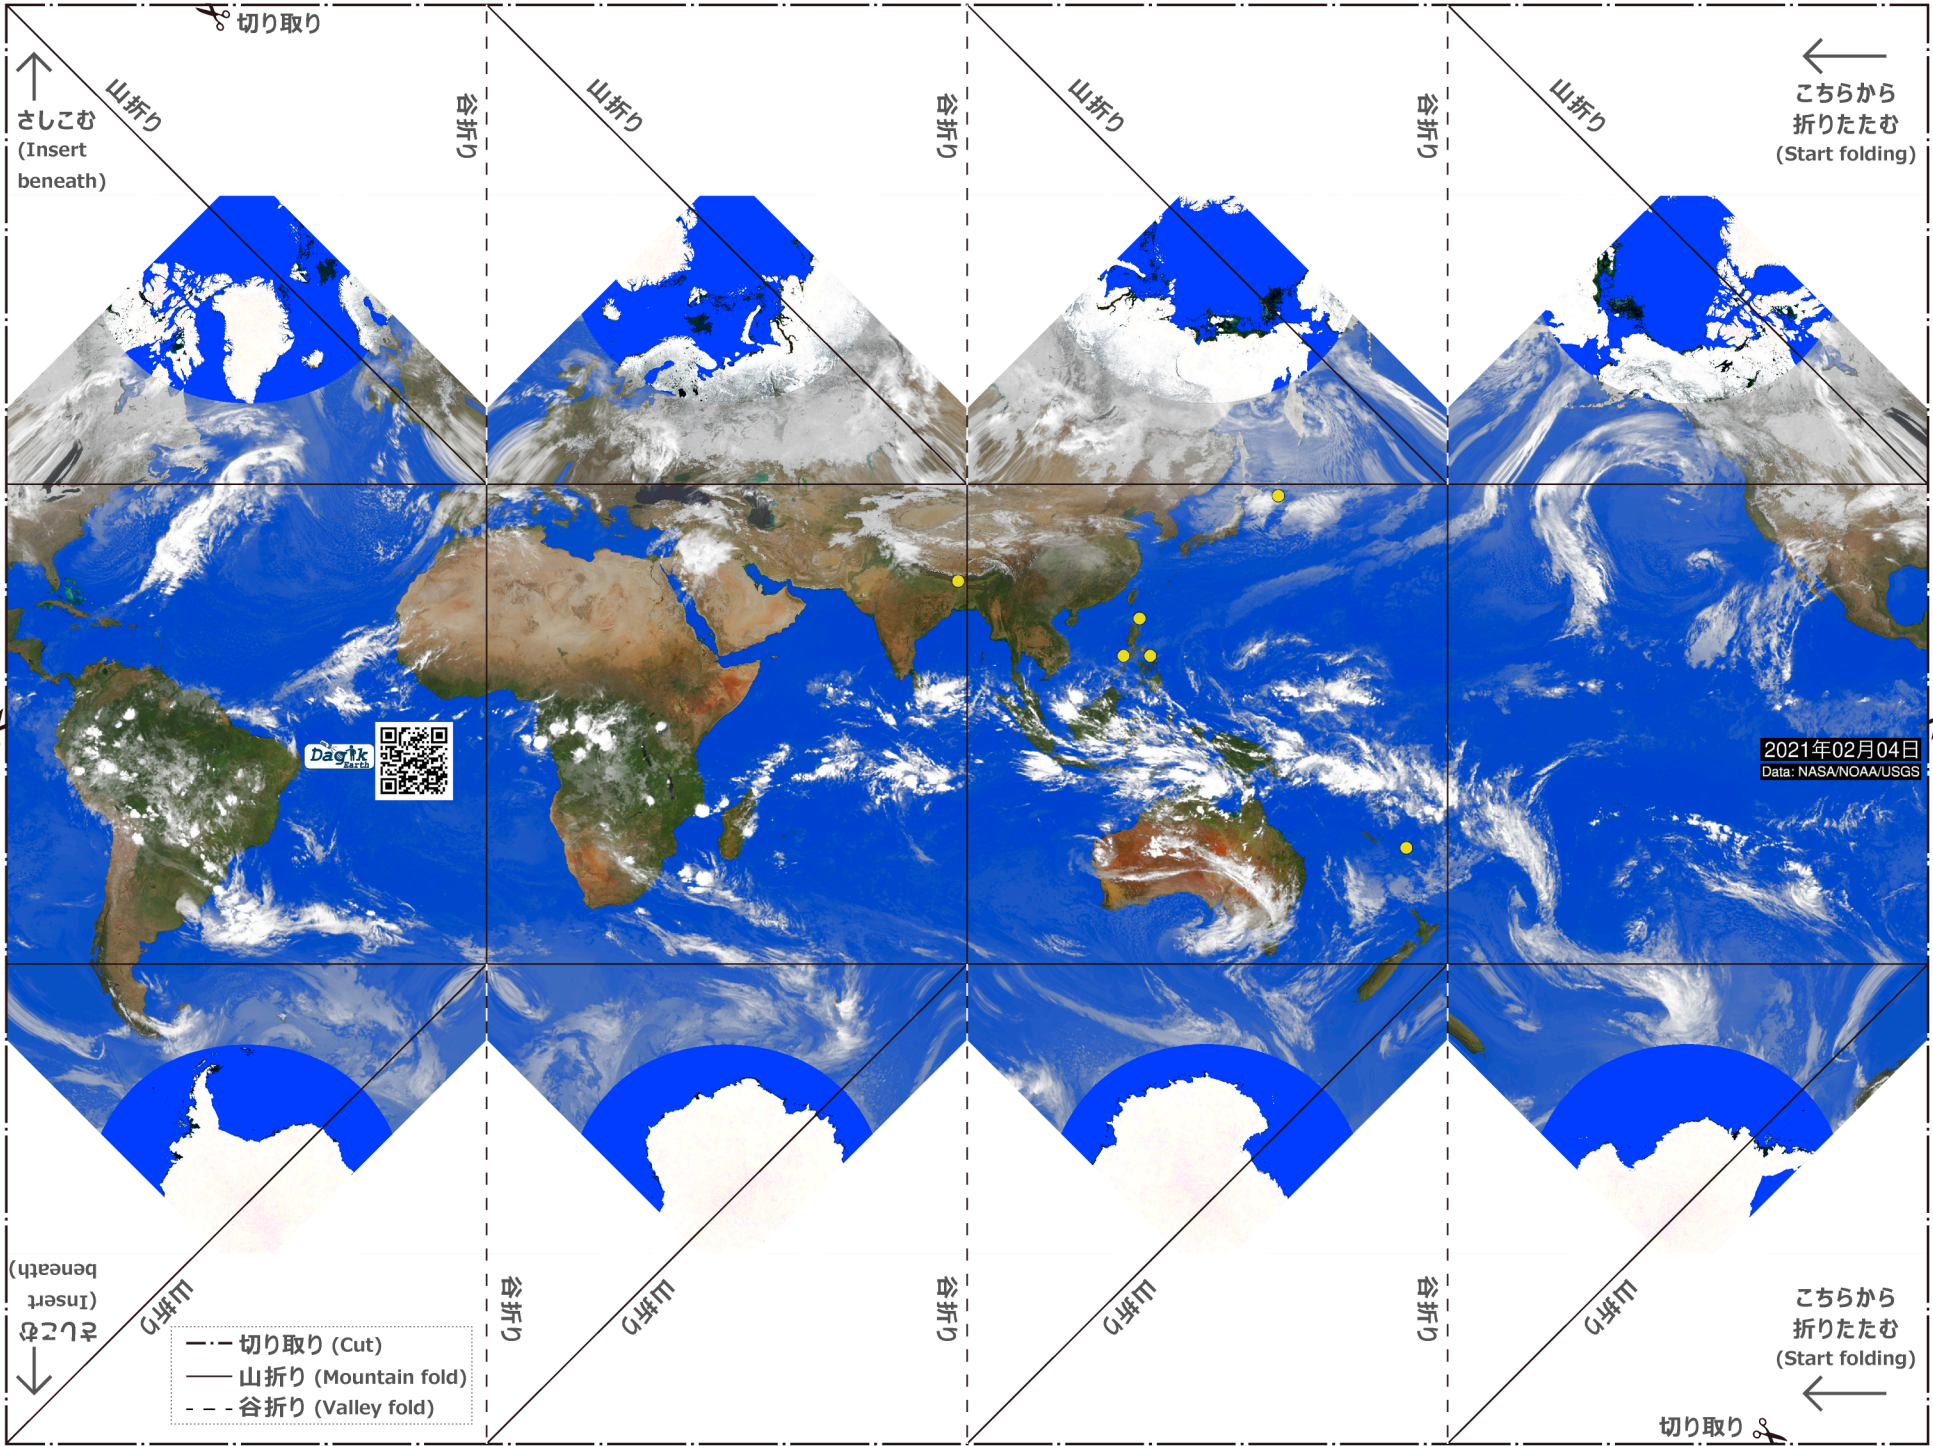 切り取り
山折り
谷折り
山折り
谷折り
山折り
谷折り
山折り
さしこむ
(Insert
beneath)
こちらから
折りたたむ
(Start folding)
Dagik
Earth
2021年02月04日
Data: NASA/NOAA/USGS
さしこむ
(Insert
beneath)
山折り
谷折り
山折り
谷折り
山折り
谷折り
山折り
切り取り (Cut)
山折り (Mountain fold)
谷折り (Valley fold)
こちらから
折りたたむ
(Start folding)
切り取り